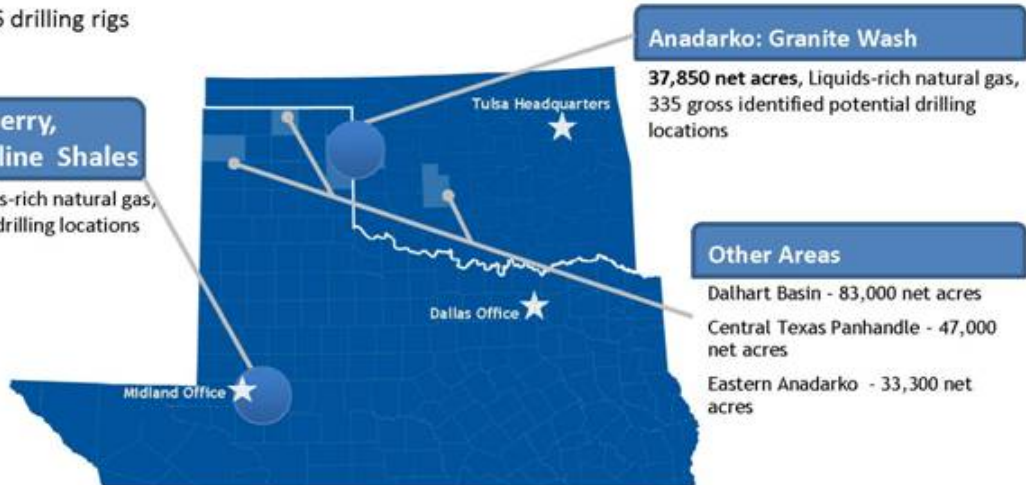 drilling rigs
Anadarko: Granite Wash
37,850 net acres, Liquids-rich natural gas,
335 gross identified potential drilling
locations
Tulsa Headquarters
erry,
line Shales
s-rich natural gas,
drilling locations
Other Areas
Dalhart Basin - 83,000 net acres
Central Texas Panhandle - 47,000
net acres
Eastern Anadarko - 33,300 net
acres
Dallas Office
Midland Office